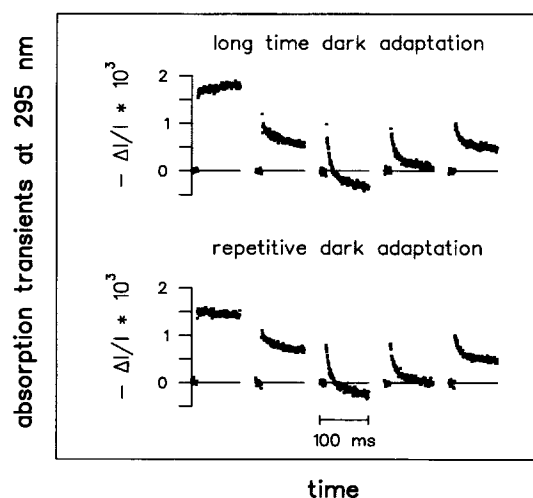 absorption transients at 295 nm
long time dark adaptation
− ΔI/I * 10³
2
1
0
repetitive dark adaptation
− ΔI/I * 10³
2
1
0
100 ms
time